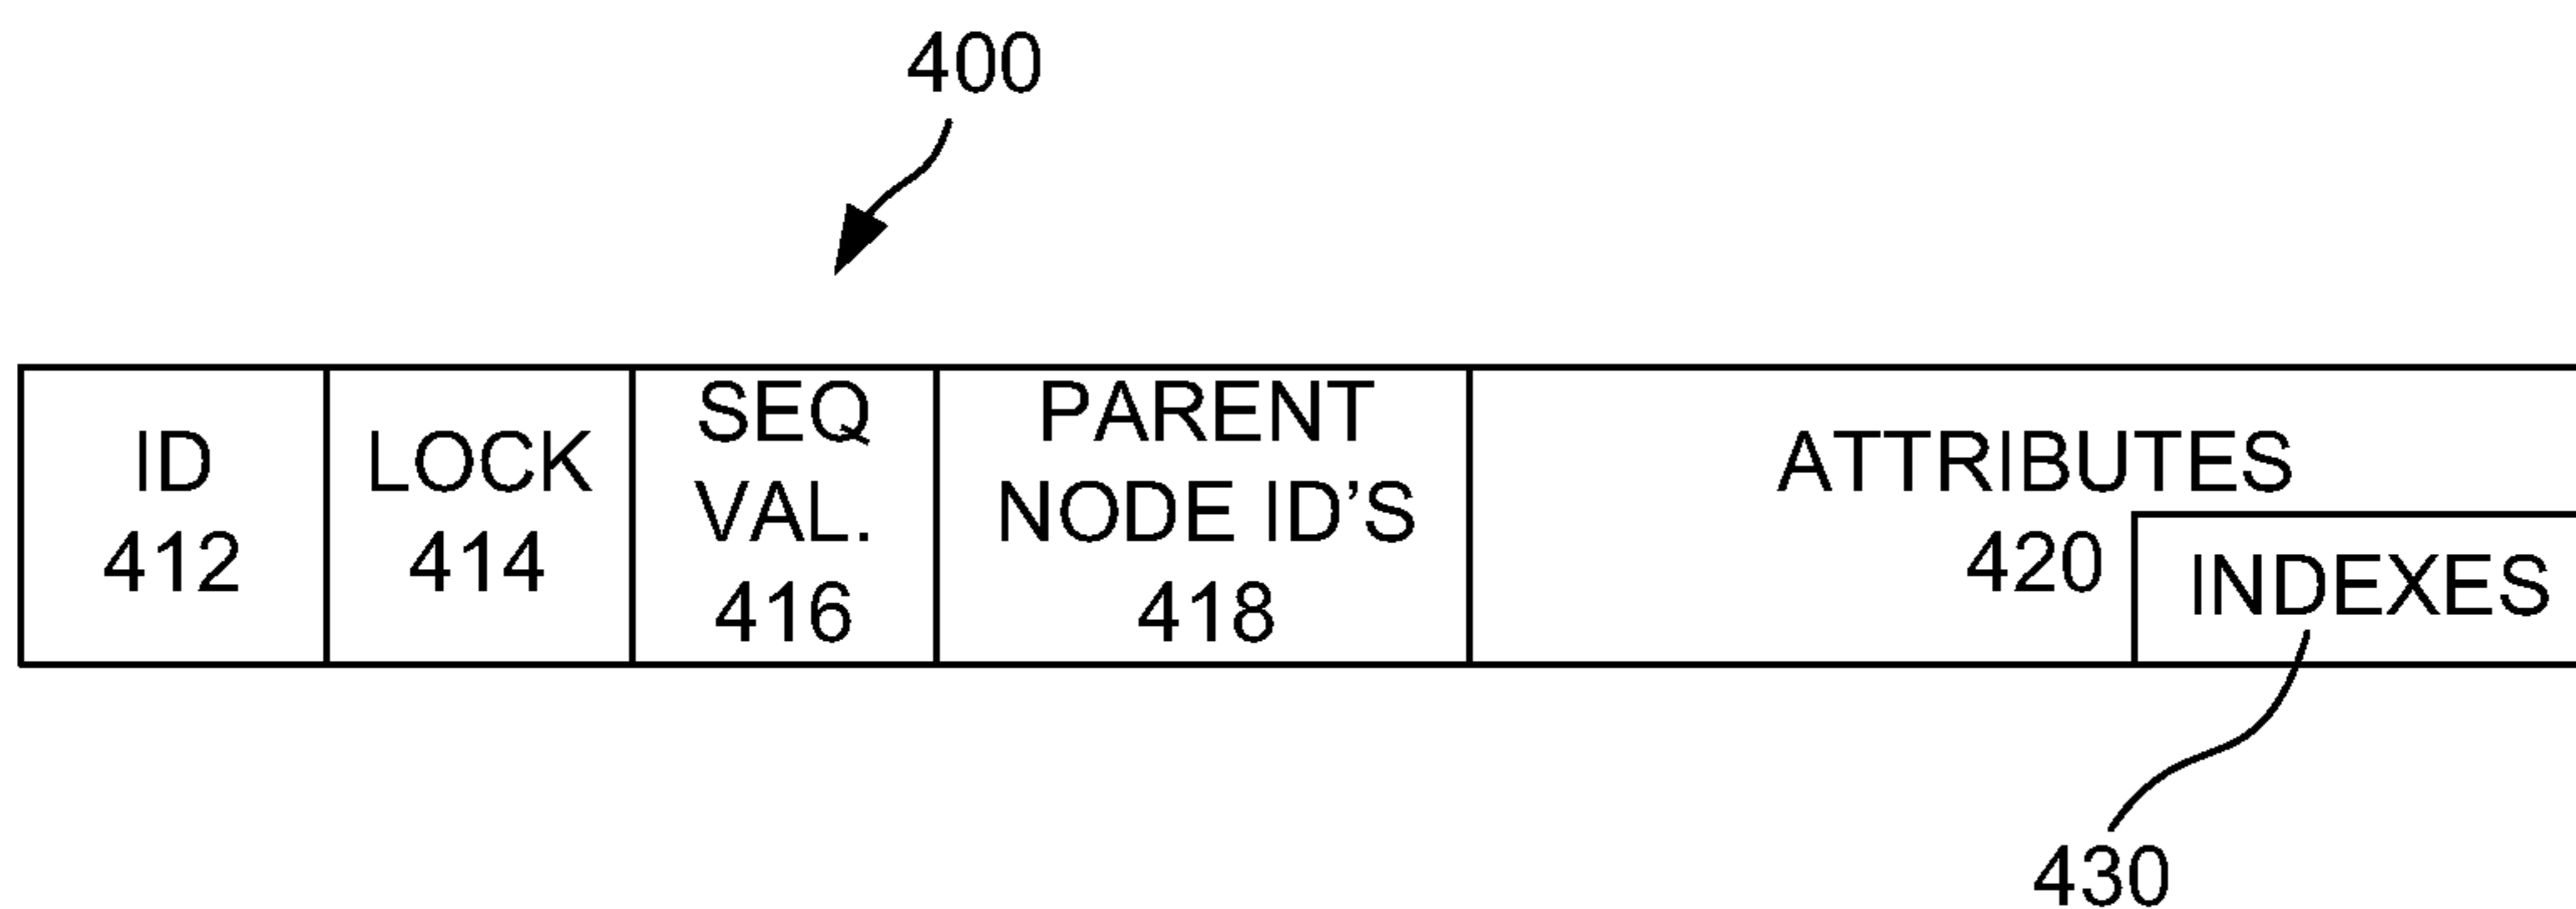 400
ID
412
LOCK
414
SEQ
VAL.
416
PARENT
NODE ID’S
418
ATTRIBUTES
420
INDEXES
430